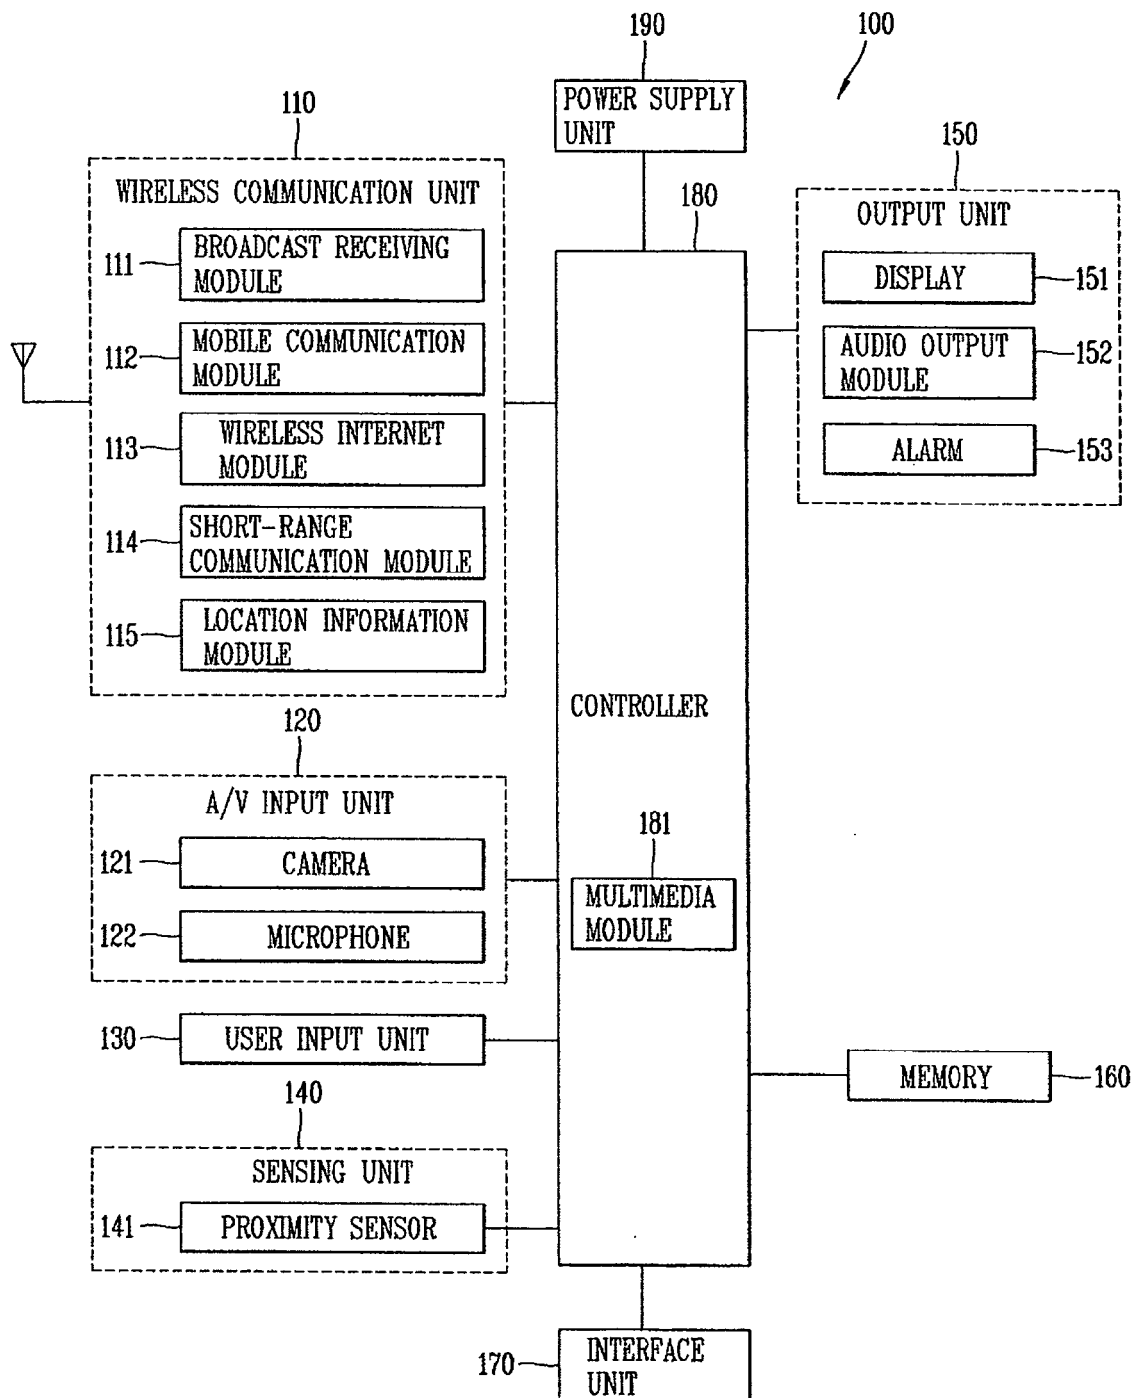 100
190
POWER SUPPLY
UNIT
110
WIRELESS COMMUNICATION UNIT
111
BROADCAST RECEIVING
MODULE
112
MOBILE COMMUNICATION
MODULE
113
WIRELESS INTERNET
MODULE
114
SHORT-RANGE
COMMUNICATION MODULE
115
LOCATION INFORMATION
MODULE
120
A/V INPUT UNIT
121
CAMERA
122
MICROPHONE
130
USER INPUT UNIT
140
SENSING UNIT
141
PROXIMITY SENSOR
180
CONTROLLER
181
MULTIMEDIA
MODULE
150
OUTPUT UNIT
DISPLAY
151
AUDIO OUTPUT
MODULE
152
ALARM
153
MEMORY
160
170
INTERFACE
UNIT